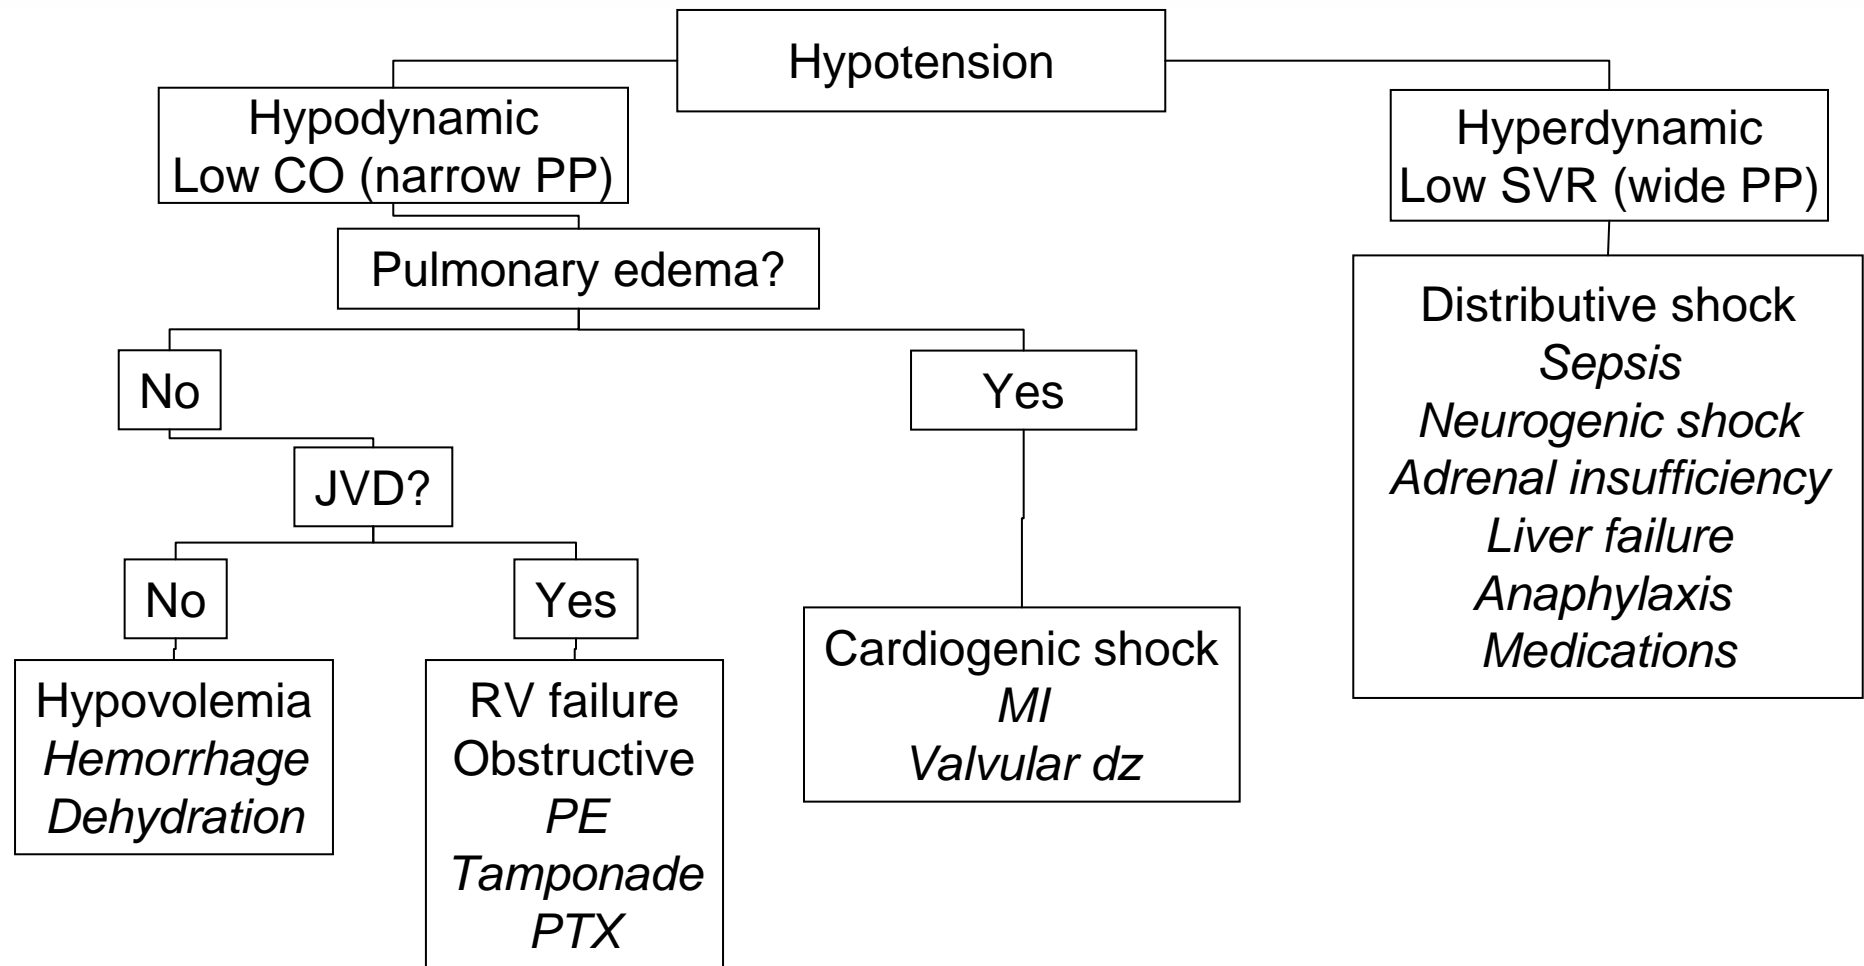 Hypotension
Hypodynamic
Low CO (narrow PP)
Hyperdynamic
Low SVR (wide PP)
Pulmonary edema?
No
Yes
JVD?
No
Yes
Hypovolemia
Hemorrhage
Dehydration
RV failure
Obstructive
PE
Tamponade
PTX
Cardiogenic shock
MI
Valvular dz
Distributive shock
Sepsis
Neurogenic shock
Adrenal insufficiency
Liver failure
Anaphylaxis
Medications